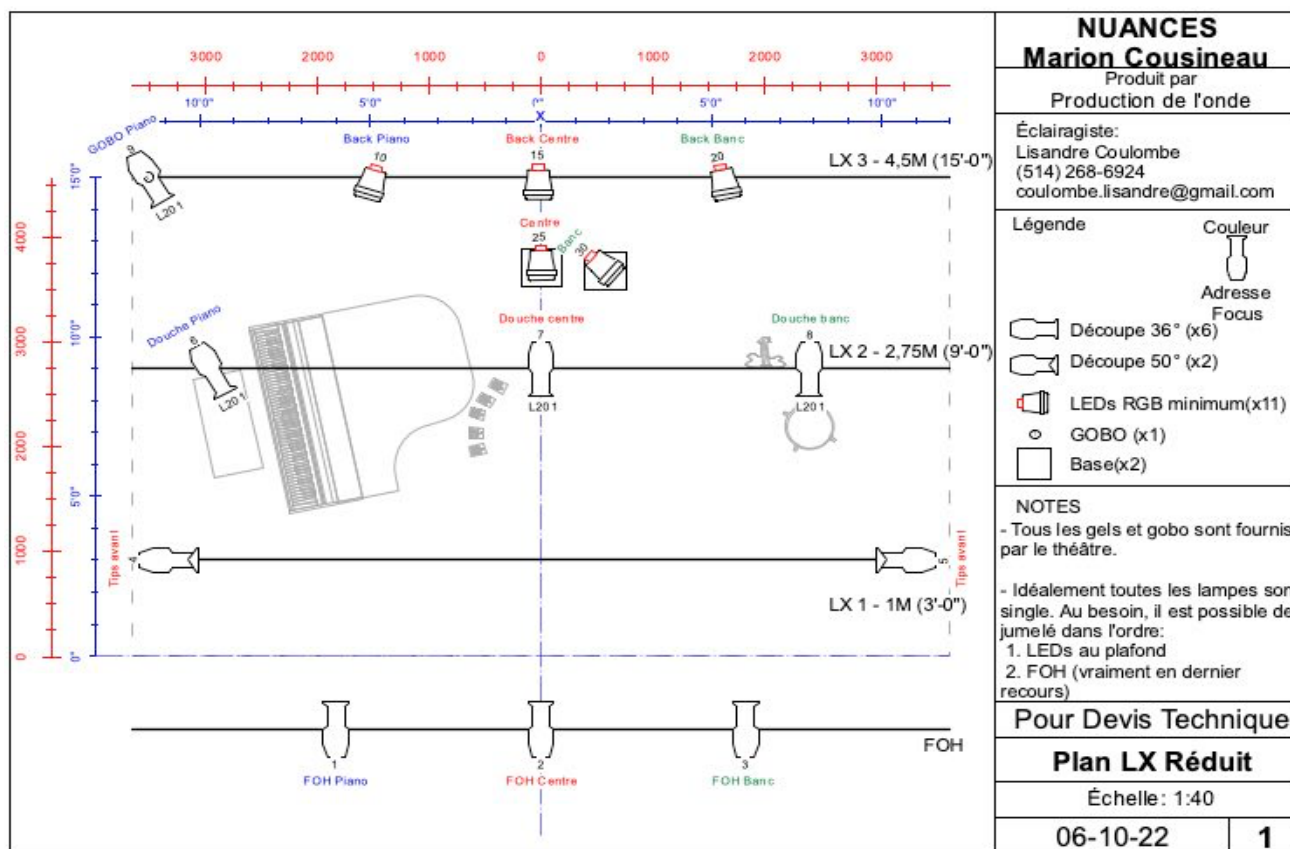 3000 2000 1000 0 1000 2000 3000
10'0" 5'0" 0" 5'0" 10'0"
X
GOBO Piano
9
L201
Back Piano
10
Back Centre
15
Back Banc
20
LX 3 - 4,5M (15'-0")
15'0"
4000
Centre
25
Banc
30
Douche Piano
6
L201
Douche centre
7
L201
Douche banc
8
L201
LX 2 - 2,75M (9'-0")
10'0"
3000
2000
5'0"
1000
Tips avant
4
5
Tips avant
LX 1 - 1M (3'-0")
0
0"
1
FOH Piano
2
FOH Centre
3
FOH Banc
FOH
NUANCES
Marion Cousineau
Produit par
Production de l'onde
Éclairagiste:
Lisandre Coulombe
(514) 268-6924
coulombe.lisandre@gmail.com
Légende
Couleur
Adresse
Focus
Découpe 36° (x6)
Découpe 50° (x2)
LEDs RGB minimum(x11)
GOBO (x1)
Base(x2)
NOTES
- Tous les gels et gobo sont fournis
par le théâtre.
- Idéalement toutes les lampes son
single. Au besoin, il est possible de
jumelé dans l'ordre:
1. LEDs au plafond
2. FOH (vraiment en dernier
recours)
Pour Devis Technique
Plan LX Réduit
Échelle: 1:40
06-10-22
1